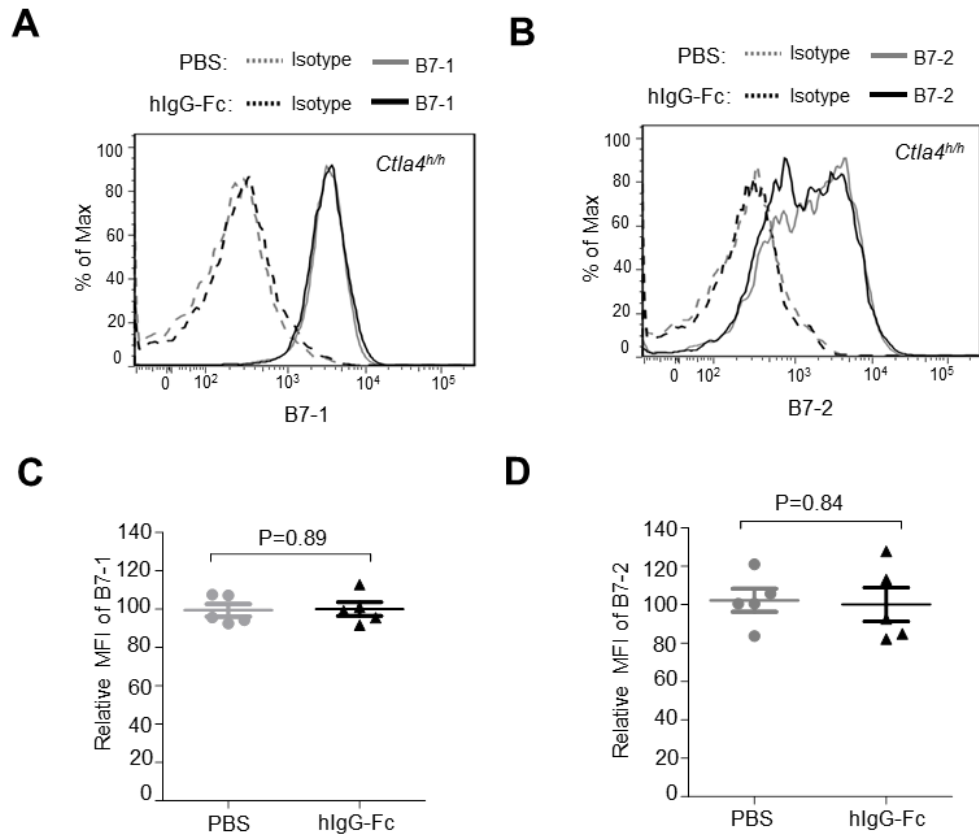 A
PBS: Isotype B7-1
hIgG-Fc: Isotype B7-1
Ctla4h/h
% of Max
100
80
60
40
20
0
0 10² 10³ 10⁴ 10⁵
B7-1
B
PBS: Isotype B7-2
hIgG-Fc: Isotype B7-2
Ctla4h/h
% of Max
100
80
60
40
20
0
0 10² 10³ 10⁴ 10⁵
B7-2
C
P=0.89
Relative MFI of B7-1
140
120
100
80
60
40
20
0
PBS hIgG-Fc
D
P=0.84
Relative MFI of B7-2
140
120
100
80
60
40
20
0
PBS hIgG-Fc